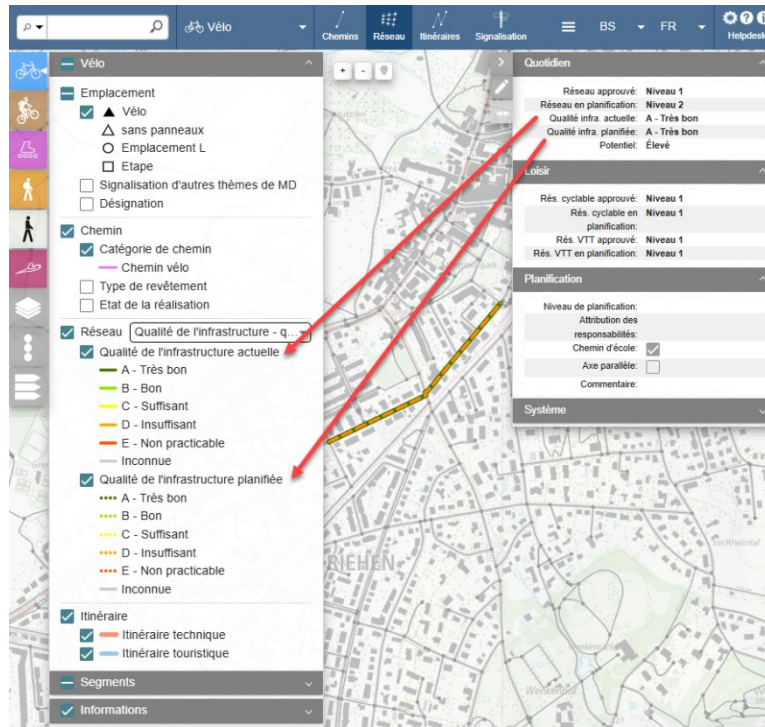 Vélo
Chemins
Réseau
Itinéraires
Signalisation
BS
FR
Helpdesk
Vélo
Emplacement
Vélo
sans panneaux
Emplacement L
Etape
Signalisation d'autres thèmes de MD
Désignation
Chemin
Catégorie de chemin
Chemin vélo
Type de revêtement
Etat de la réalisation
Réseau
Qualité de l'infrastructure - q...
Qualité de l'infrastructure actuelle
A - Très bon
B - Bon
C - Suffisant
D - Insuffisant
E - Non practicable
Inconnue
Qualité de l'infrastructure planifiée
A - Très bon
B - Bon
C - Suffisant
D - Insuffisant
E - Non practicable
Inconnue
Itinéraire
Itinéraire technique
Itinéraire touristique
Segments
Informations
+ -
RIEHEN
Wenkenhof
Quotidien
Réseau approuvé: Niveau 1
Réseau en planification: Niveau 2
Qualité infra. actuelle: A - Très bon
Qualité infra. planifiée: A - Très bon
Potentiel: Élevé
Loisir
Rés. cyclable approuvé: Niveau 1
Rés. cyclable en Niveau 1
planification:
Rés. VTT approuvé: Niveau 1
Rés. VTT en planification: Niveau 1
Planification
Niveau de planification:
Attribution des
responsabilités:
Chemin d'école:
Axe parallèle:
Commentaire:
Système